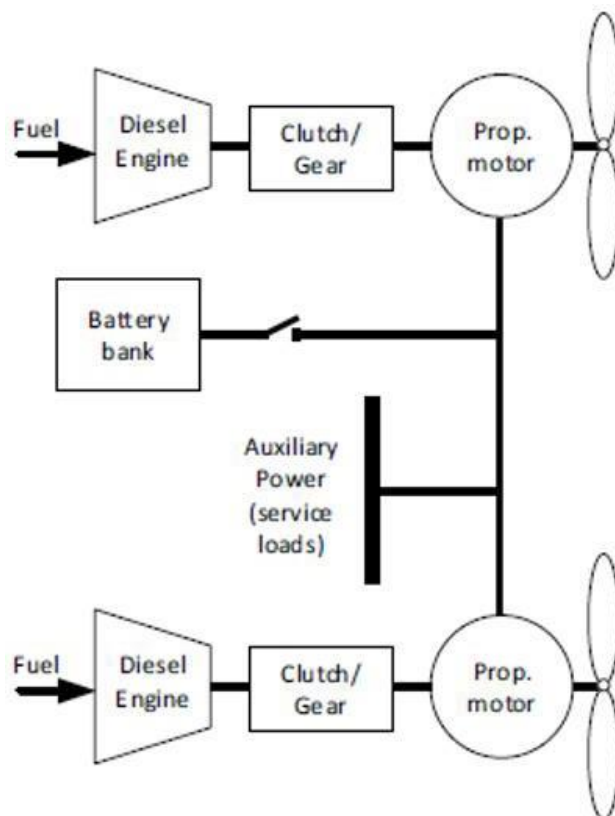 Fuel
Diesel
Engine
Clutch/
Gear
Prop.
motor
Battery
bank
Auxiliary
Power
(service
loads)
Fuel
Diesel
Engine
Clutch/
Gear
Prop.
motor